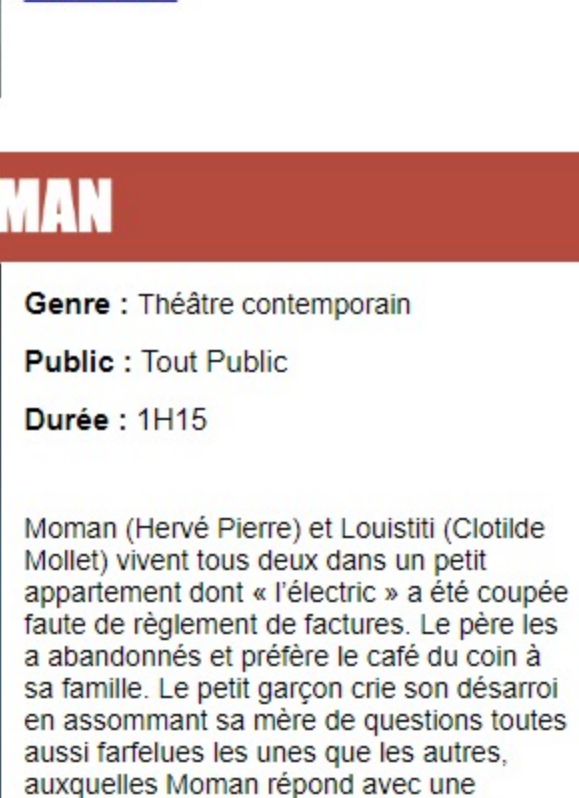 MAN
Genre : Théâtre contemporain
Public : Tout Public
Durée : 1H15
Moman (Hervé Pierre) et Louistiti (Clotilde
Mollet) vivent tous deux dans un petit
appartement dont « l'électric » a été coupée
faute de règlement de factures. Le père les
a abandonnés et préfère le café du coin à
sa famille. Le petit garçon crie son désarroi
en assommant sa mère de questions toutes
aussi farfelues les unes que les autres,
auxquelles Moman répond avec une